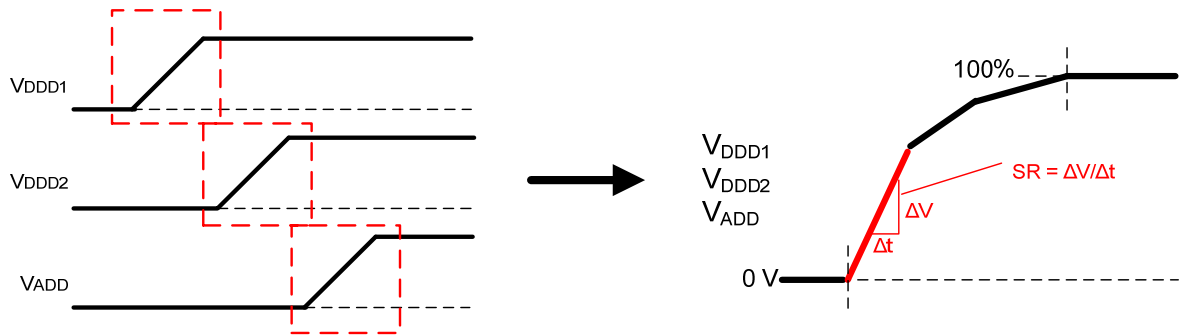 VDDD1
VDDD2
VADD
100%
VDDD1
VDDD2
VADD
SR = ΔV/Δt
ΔV
Δt
0 V